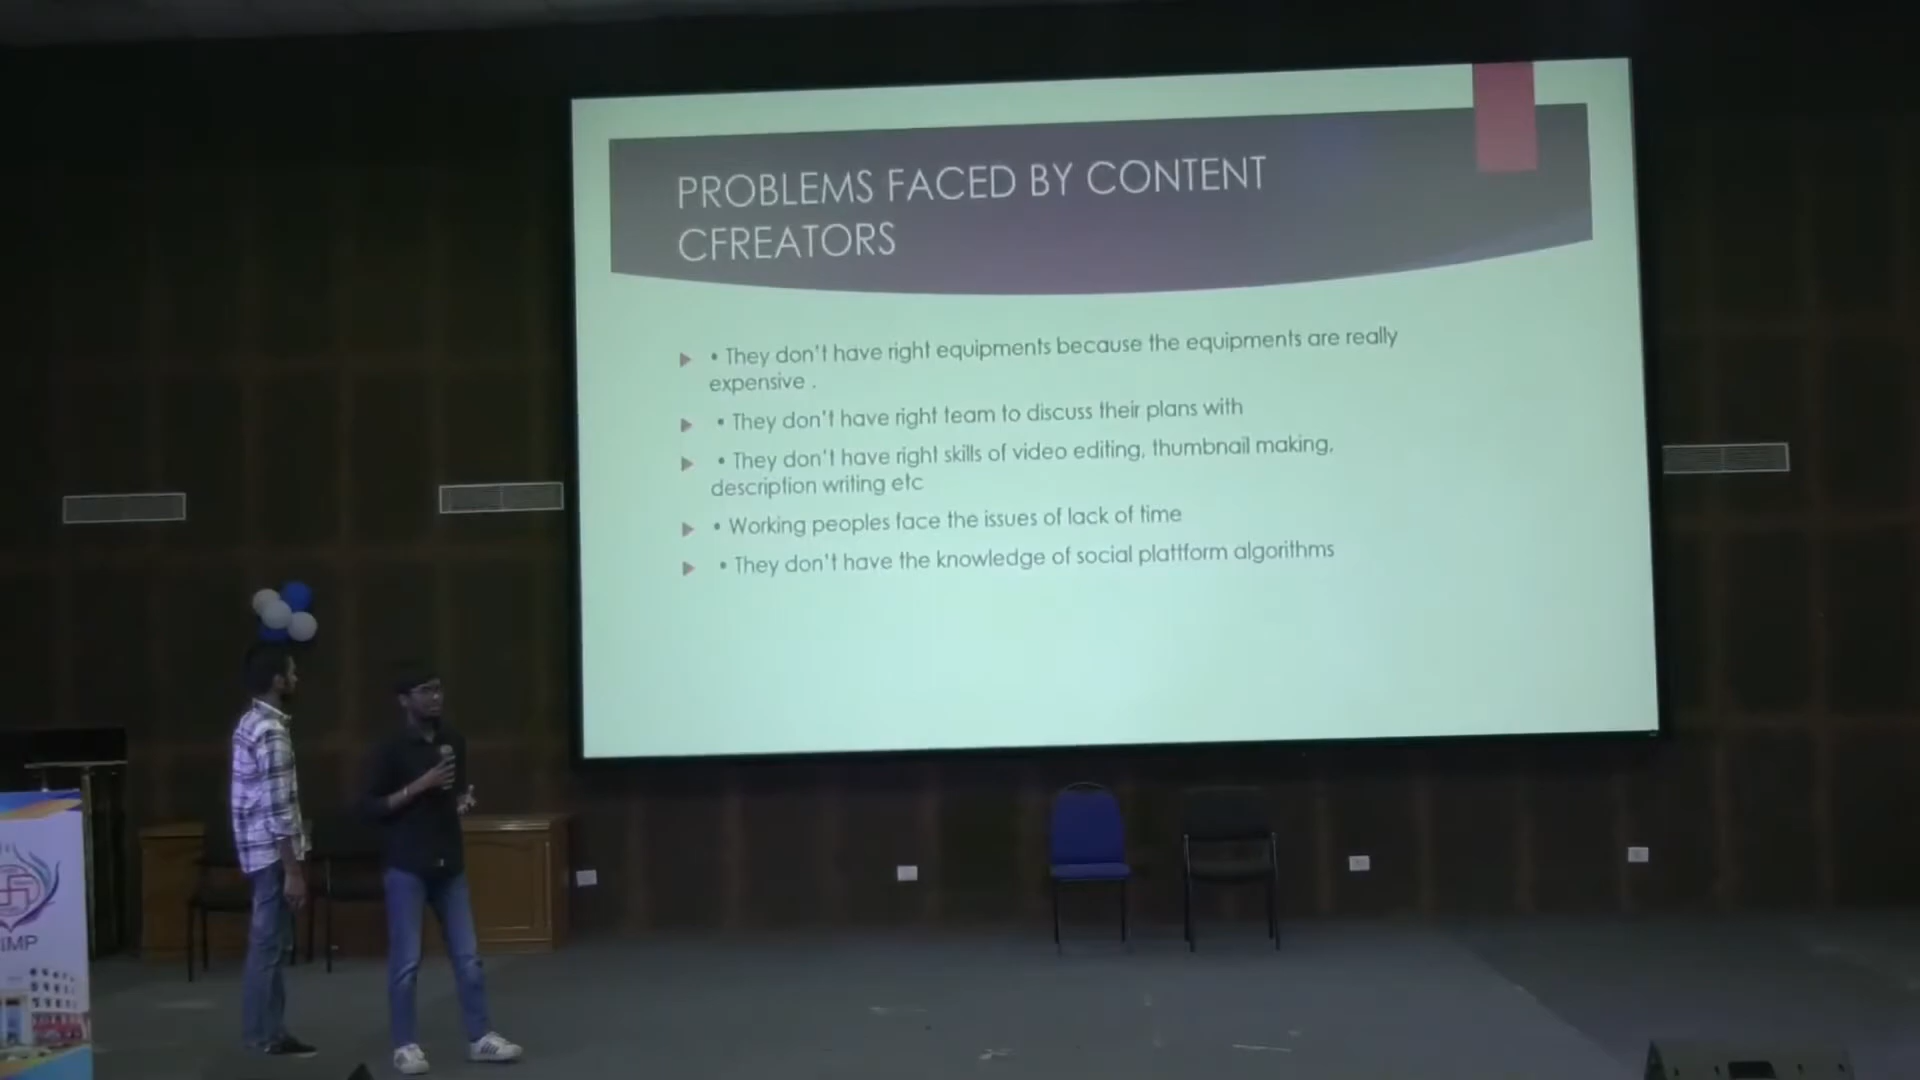 PROBLEMS FACED BY CONTENT
CFREATORS
• They don't have right equipments because the equipments are really
expensive .
• They don't have right team to discuss their plans with
• They don't have right skills of video editing, thumbnail making,
description writing etc
• Working peoples face the issues of lack of time
• They don't have the knowledge of social plattform algorithms
IMP